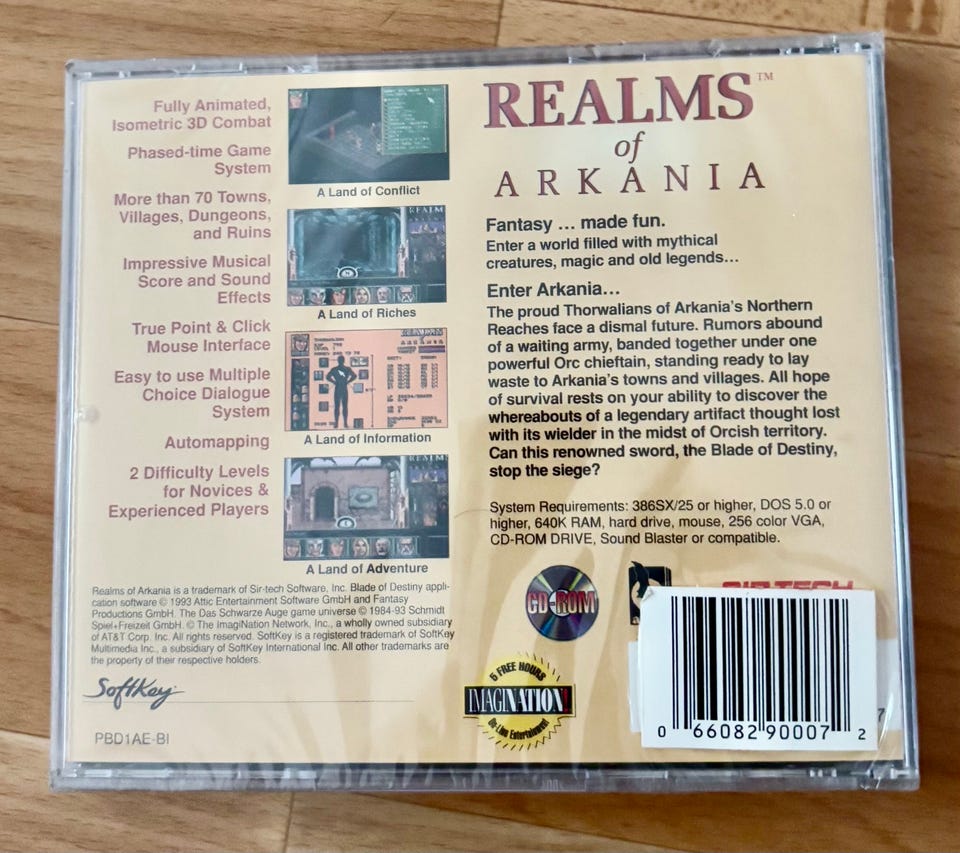 Fully Animated,
Isometric 3D Combat
Phased-time Game
System
More than 70 Towns,
Villages, Dungeons,
and Ruins
Impressive Musical
Score and Sound
Effects
True Point & Click
Mouse Interface
Easy to use Multiple
Choice Dialogue
System
Automapping
2 Difficulty Levels
for Novices &
Experienced Players
A Land of Conflict
REALM
A Land of Riches
ARKANIA
A Land of Information
REALMS
A Land of Adventure
REALMS™
of
ARKANIA
Fantasy ... made fun.
Enter a world filled with mythical
creatures, magic and old legends...
Enter Arkania...
The proud Thorwalians of Arkania's Northern
Reaches face a dismal future. Rumors abound
of a waiting army, banded together under one
powerful Orc chieftain, standing ready to lay
waste to Arkania's towns and villages. All hope
of survival rests on your ability to discover the
whereabouts of a legendary artifact thought lost
with its wielder in the midst of Orcish territory.
Can this renowned sword, the Blade of Destiny,
stop the siege?
System Requirements: 386SX/25 or higher, DOS 5.0 or
higher, 640K RAM, hard drive, mouse, 256 color VGA,
CD-ROM DRIVE, Sound Blaster or compatible.
Realms of Arkania is a trademark of Sir-tech Software, Inc. Blade of Destiny appli-
cation software © 1993 Attic Entertainment Software GmbH and Fantasy
Productions GmbH. The Das Schwarze Auge game universe © 1984-93 Schmidt
Spiel+Freizeit GmbH. © The ImagiNation Network, Inc., a wholly owned subsidiary
of AT&T Corp. Inc. All rights reserved. SoftKey is a registered trademark of SoftKey
Multimedia Inc., a subsidiary of SoftKey International Inc. All other trademarks are
the property of their respective holders.
SoftKey
PBD1AE-BI
CD-ROM
SIR-TECH
5 FREE HOURS
IMAGINATION!
On-Line Entertainment
0 66082 90007 2
7